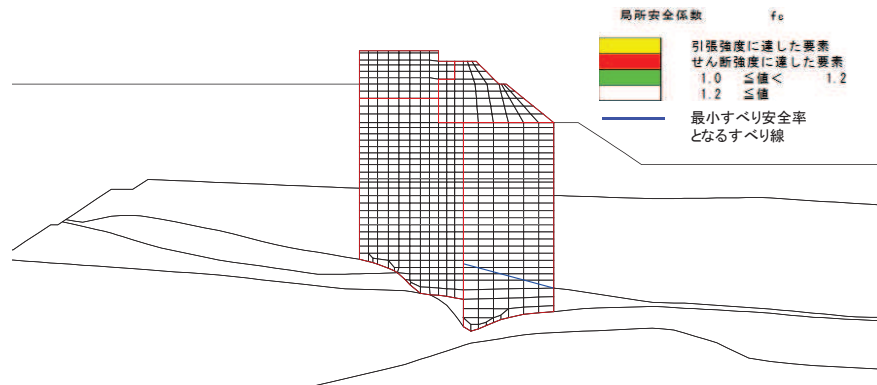 局所安全係数 fs
引張強度に達した要素
せん断強度に達した要素
1.0 ≦値< 1.2
1.2 ≦値
最小すべり安全率
となるすべり線